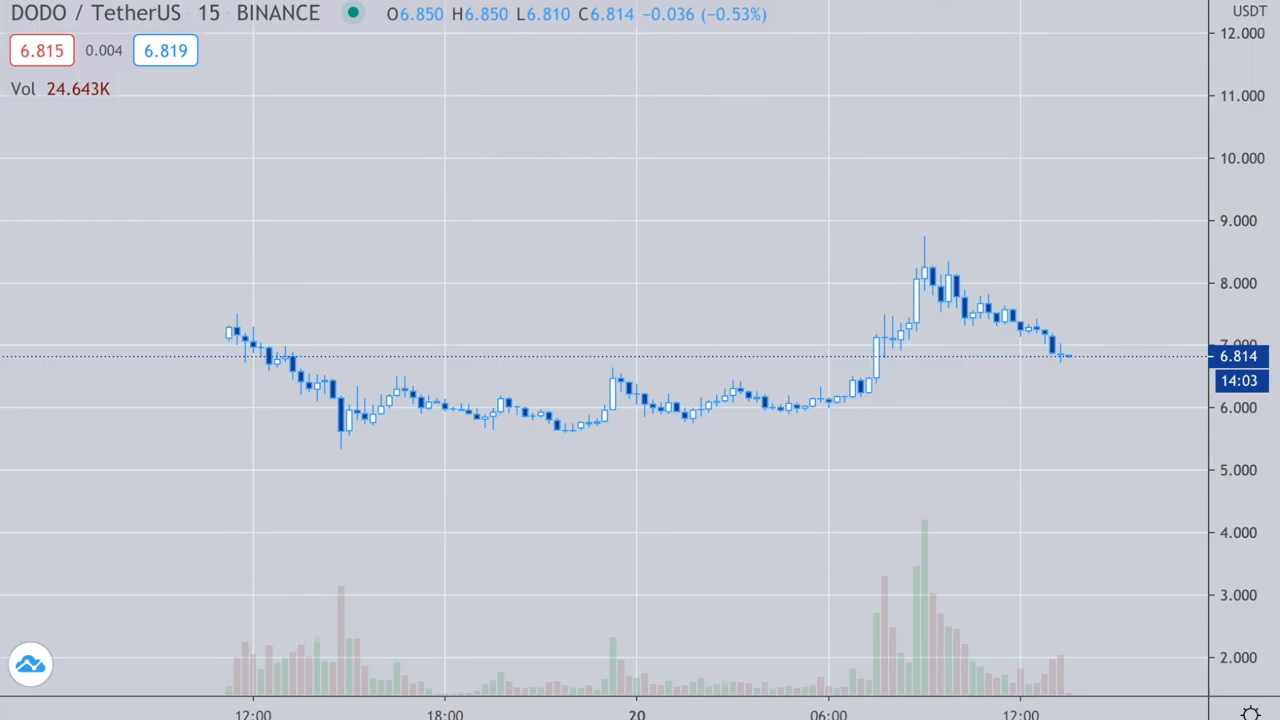 DODO / TetherUS · 15 · BINANCE O6.850 H6.850 L6.810 C6.814 −0.036 (−0.53%)
6.815 0.004 6.819
Vol 24.643K
USDT
12.000
11.000
10.000
9.000
8.000
7.000
6.814
14:03
6.000
5.000
4.000
3.000
2.000
12:00 18:00 20 06:00 12:00